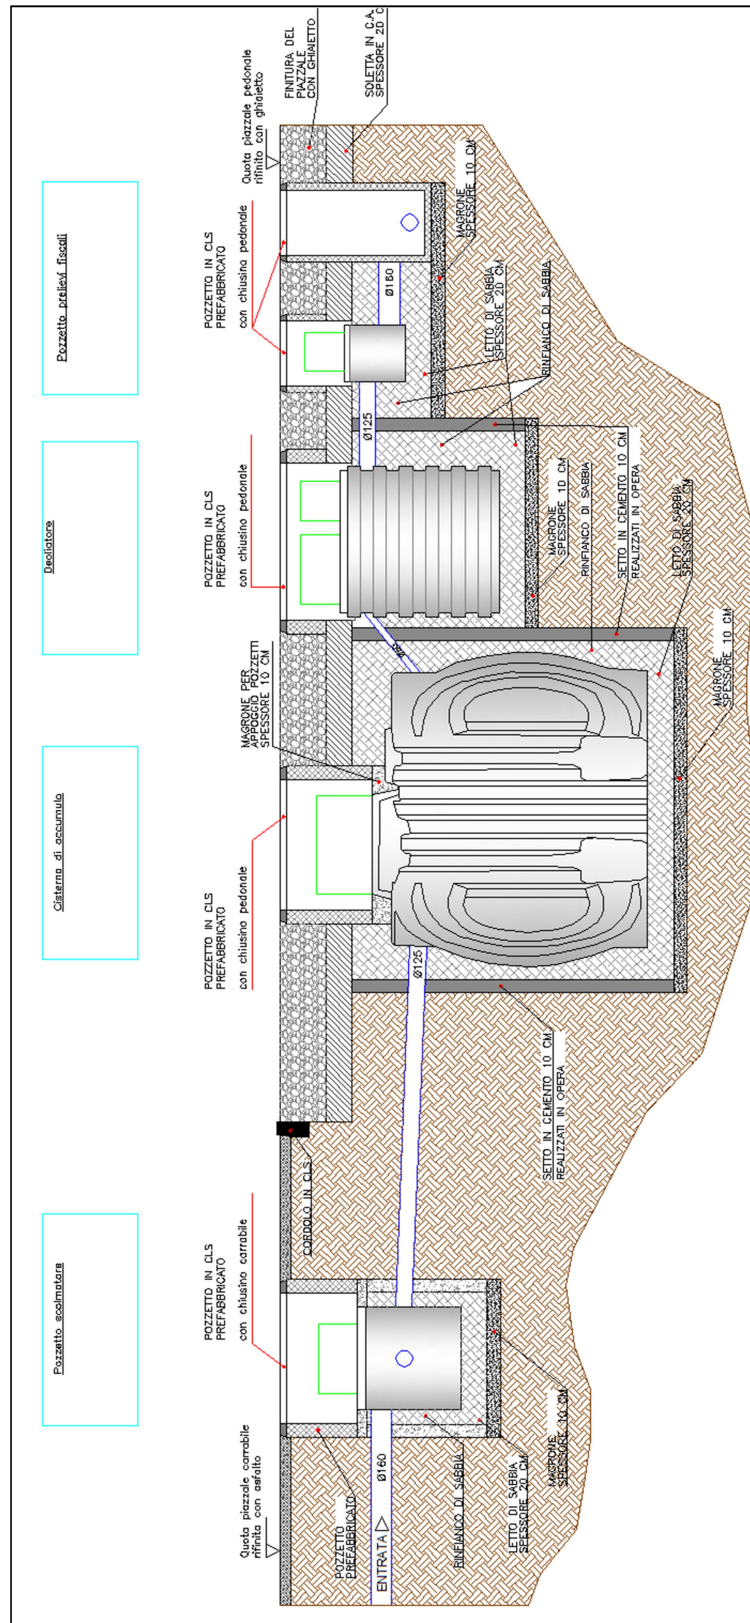 Pozzetto scolmatore
Cisterna di accumulo
Deoliatore
Pozzetto prelievi fiscali
POZZETTO IN CLS
PREFABBRICATO
con chiusino carrabile
POZZETTO IN CLS
PREFABBRICATO
con chiusino pedonale
POZZETTO IN CLS
PREFABBRICATO
con chiusino pedonale
POZZETTO IN CLS
PREFABBRICATO
con chiusino pedonale
Quota piazzale carrabile
rifinita con asfalto
Quota piazzale pedonale
rifinito con ghiaietto
FINITURA DEL
PIAZZALE
CON GHIAIETTO
SOLETTA IN C.A.
SPESSORE 20 C
MAGRONE PER
APPOGGIO POZZETTI
SPESSORE 10 CM
CORDOLO IN CLS
POZZETTO
PREFABBRICATO
ENTRATA
Ø160
Ø125
Ø125
Ø160
RINFIANCO DI SABBIA
LETTO DI SABBIA
SPESSORE 20 CM
MAGRONE
SPESSORE 10 CM
SETTO IN CEMENTO 10 CM
REALIZZATI IN OPERA
MAGRONE
SPESSORE 10 CM
RINFIANCO DI SABBIA
SETTO IN CEMENTO 10 CM
REALIZZATI IN OPERA
LETTO DI SABBIA
SPESSORE 20 CM
MAGRONE
SPESSORE 10 CM
LETTO DI SABBIA
SPESSORE 20 CM
RINFIANCO DI SABBIA
MAGRONE
SPESSORE 10 CM